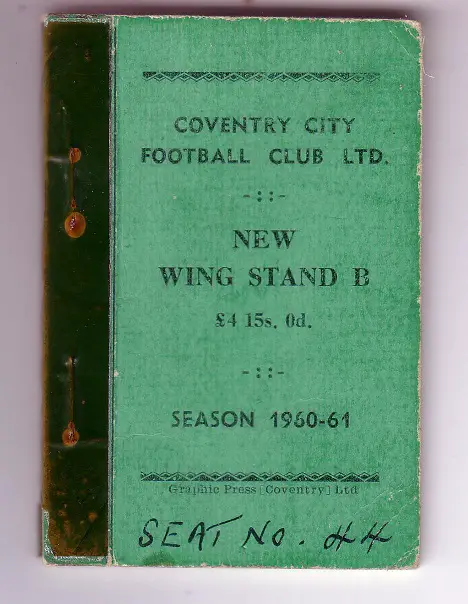 COVENTRY CITY
FOOTBALL CLUB LTD.
-::-
NEW
WING STAND B
£4 15s. 0d.
-::-
SEASON 1960-61
Graphic Press [Coventry] Ltd
SEAT NO. 44